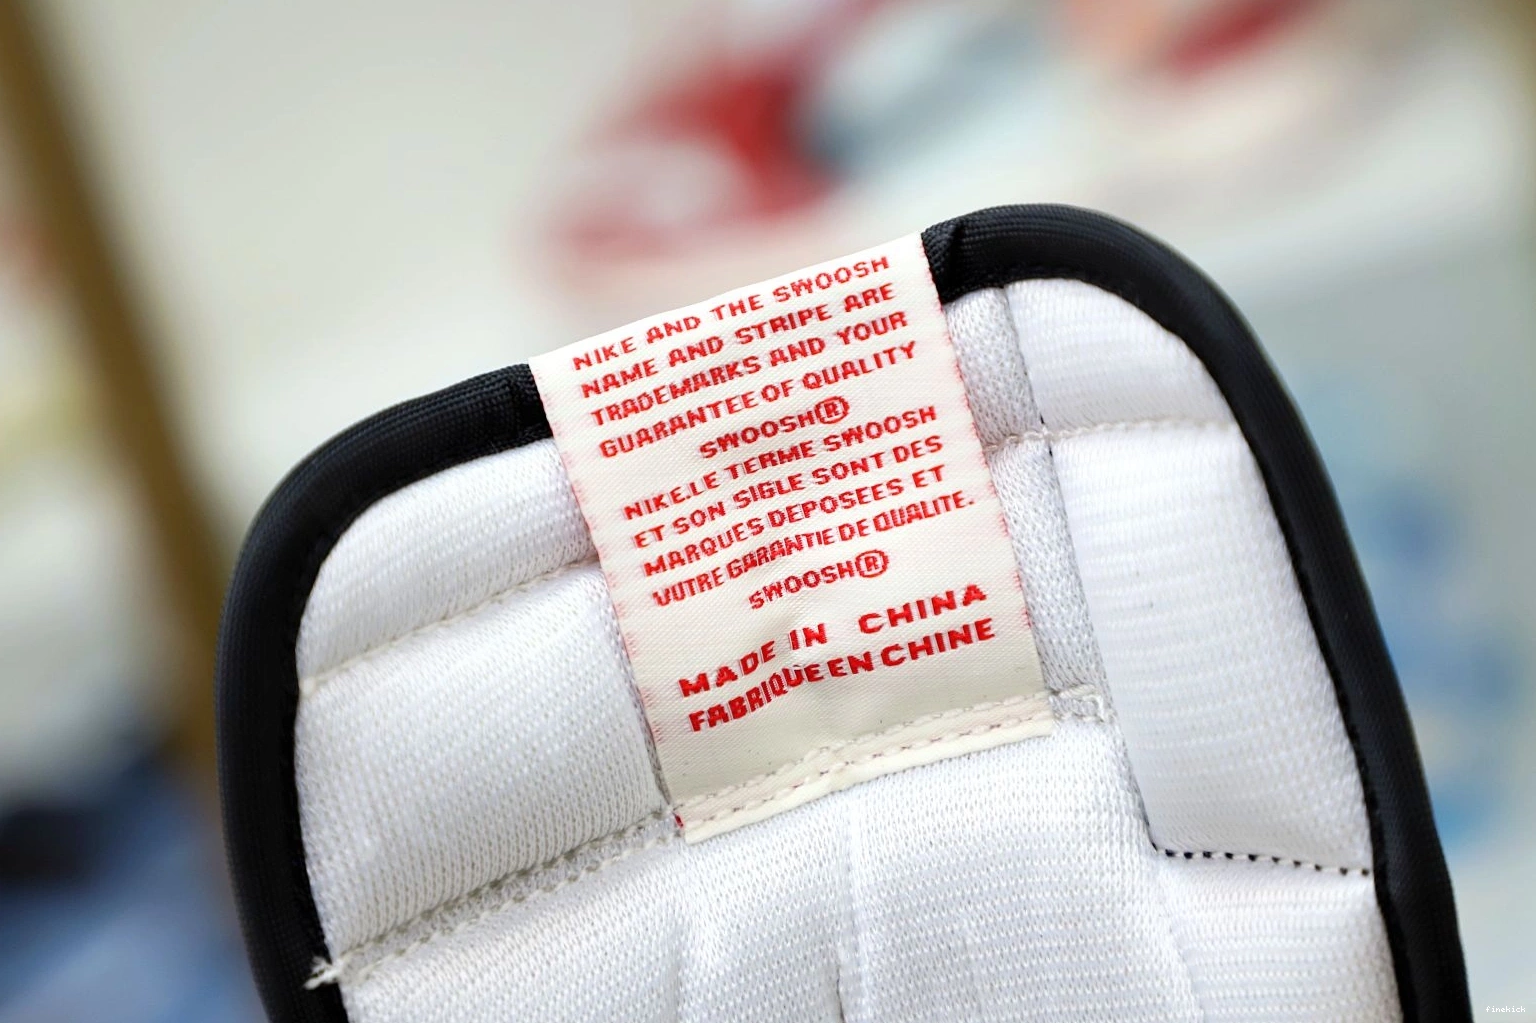 NIKE AND THE SWOOSH
NAME AND STRIPE ARE
TRADEMARKS AND YOUR
GUARANTEE OF QUALITY
SWOOSH®
NIKE.LE TERME SWOOSH
ET SON SIGLE SONT DES
MARQUES DEPOSEES ET
VUTRE GARANTIE DE QUALITE.
SWOOSH®
MADE IN CHINA
FABRIQUE EN CHINE
finekick